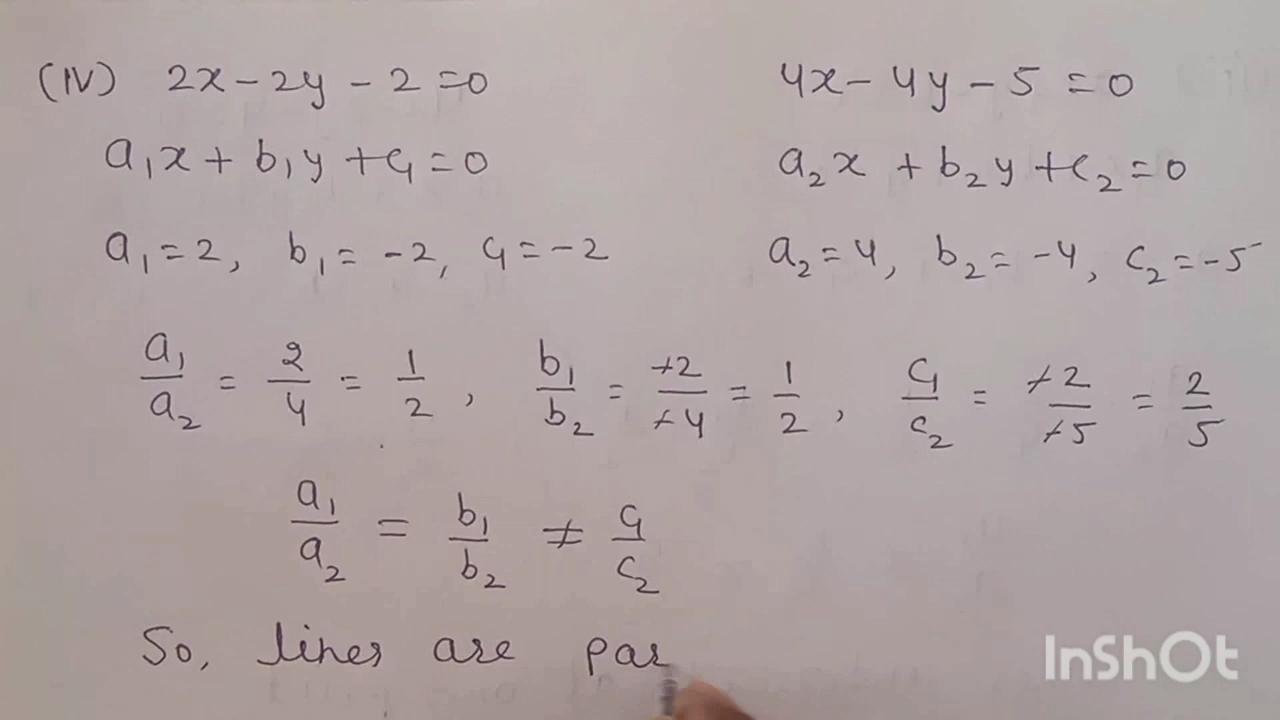 (IV) 2x - 2y - 2 = 0 4x - 4y - 5 = 0
a₁x + b₁y + c₁ = 0 a₂x + b₂y + c₂ = 0
a₁ = 2, b₁ = -2, c₁ = -2 a₂ = 4, b₂ = -4, c₂ = -5
a₁/a₂ = 2/4 = 1/2, b₁/b₂ = -2/-4 = 1/2, c₁/c₂ = -2/-5 = 2/5
a₁/a₂ = b₁/b₂ ≠ c₁/c₂
So, lines are par
InShOt